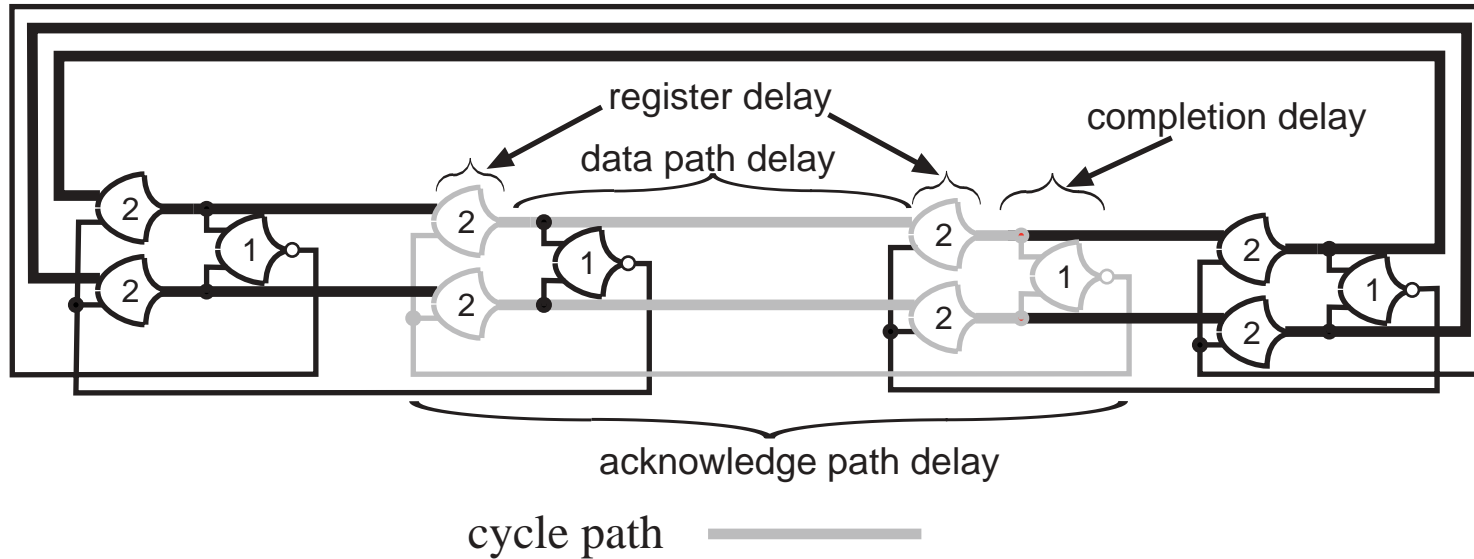 register delay
completion delay
data path delay
2
1
2
2
1
2
2
1
2
2
1
2
acknowledge path delay
cycle path